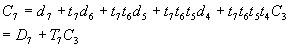 C₇ = d₇ + t₇d₆ + t₇t₆d₅ + t₇t₆t₅d₄ + t₇t₆t₅t₄C₃
= D₇ + T₇C₃